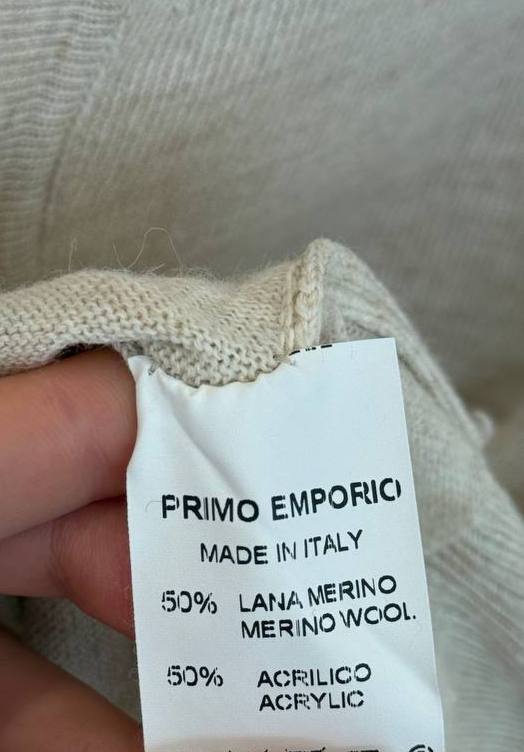 PRIMO EMPORIO
MADE IN ITALY
50% LANA MERINO
MERINO WOOL.
50% ACRILICO
ACRYLIC